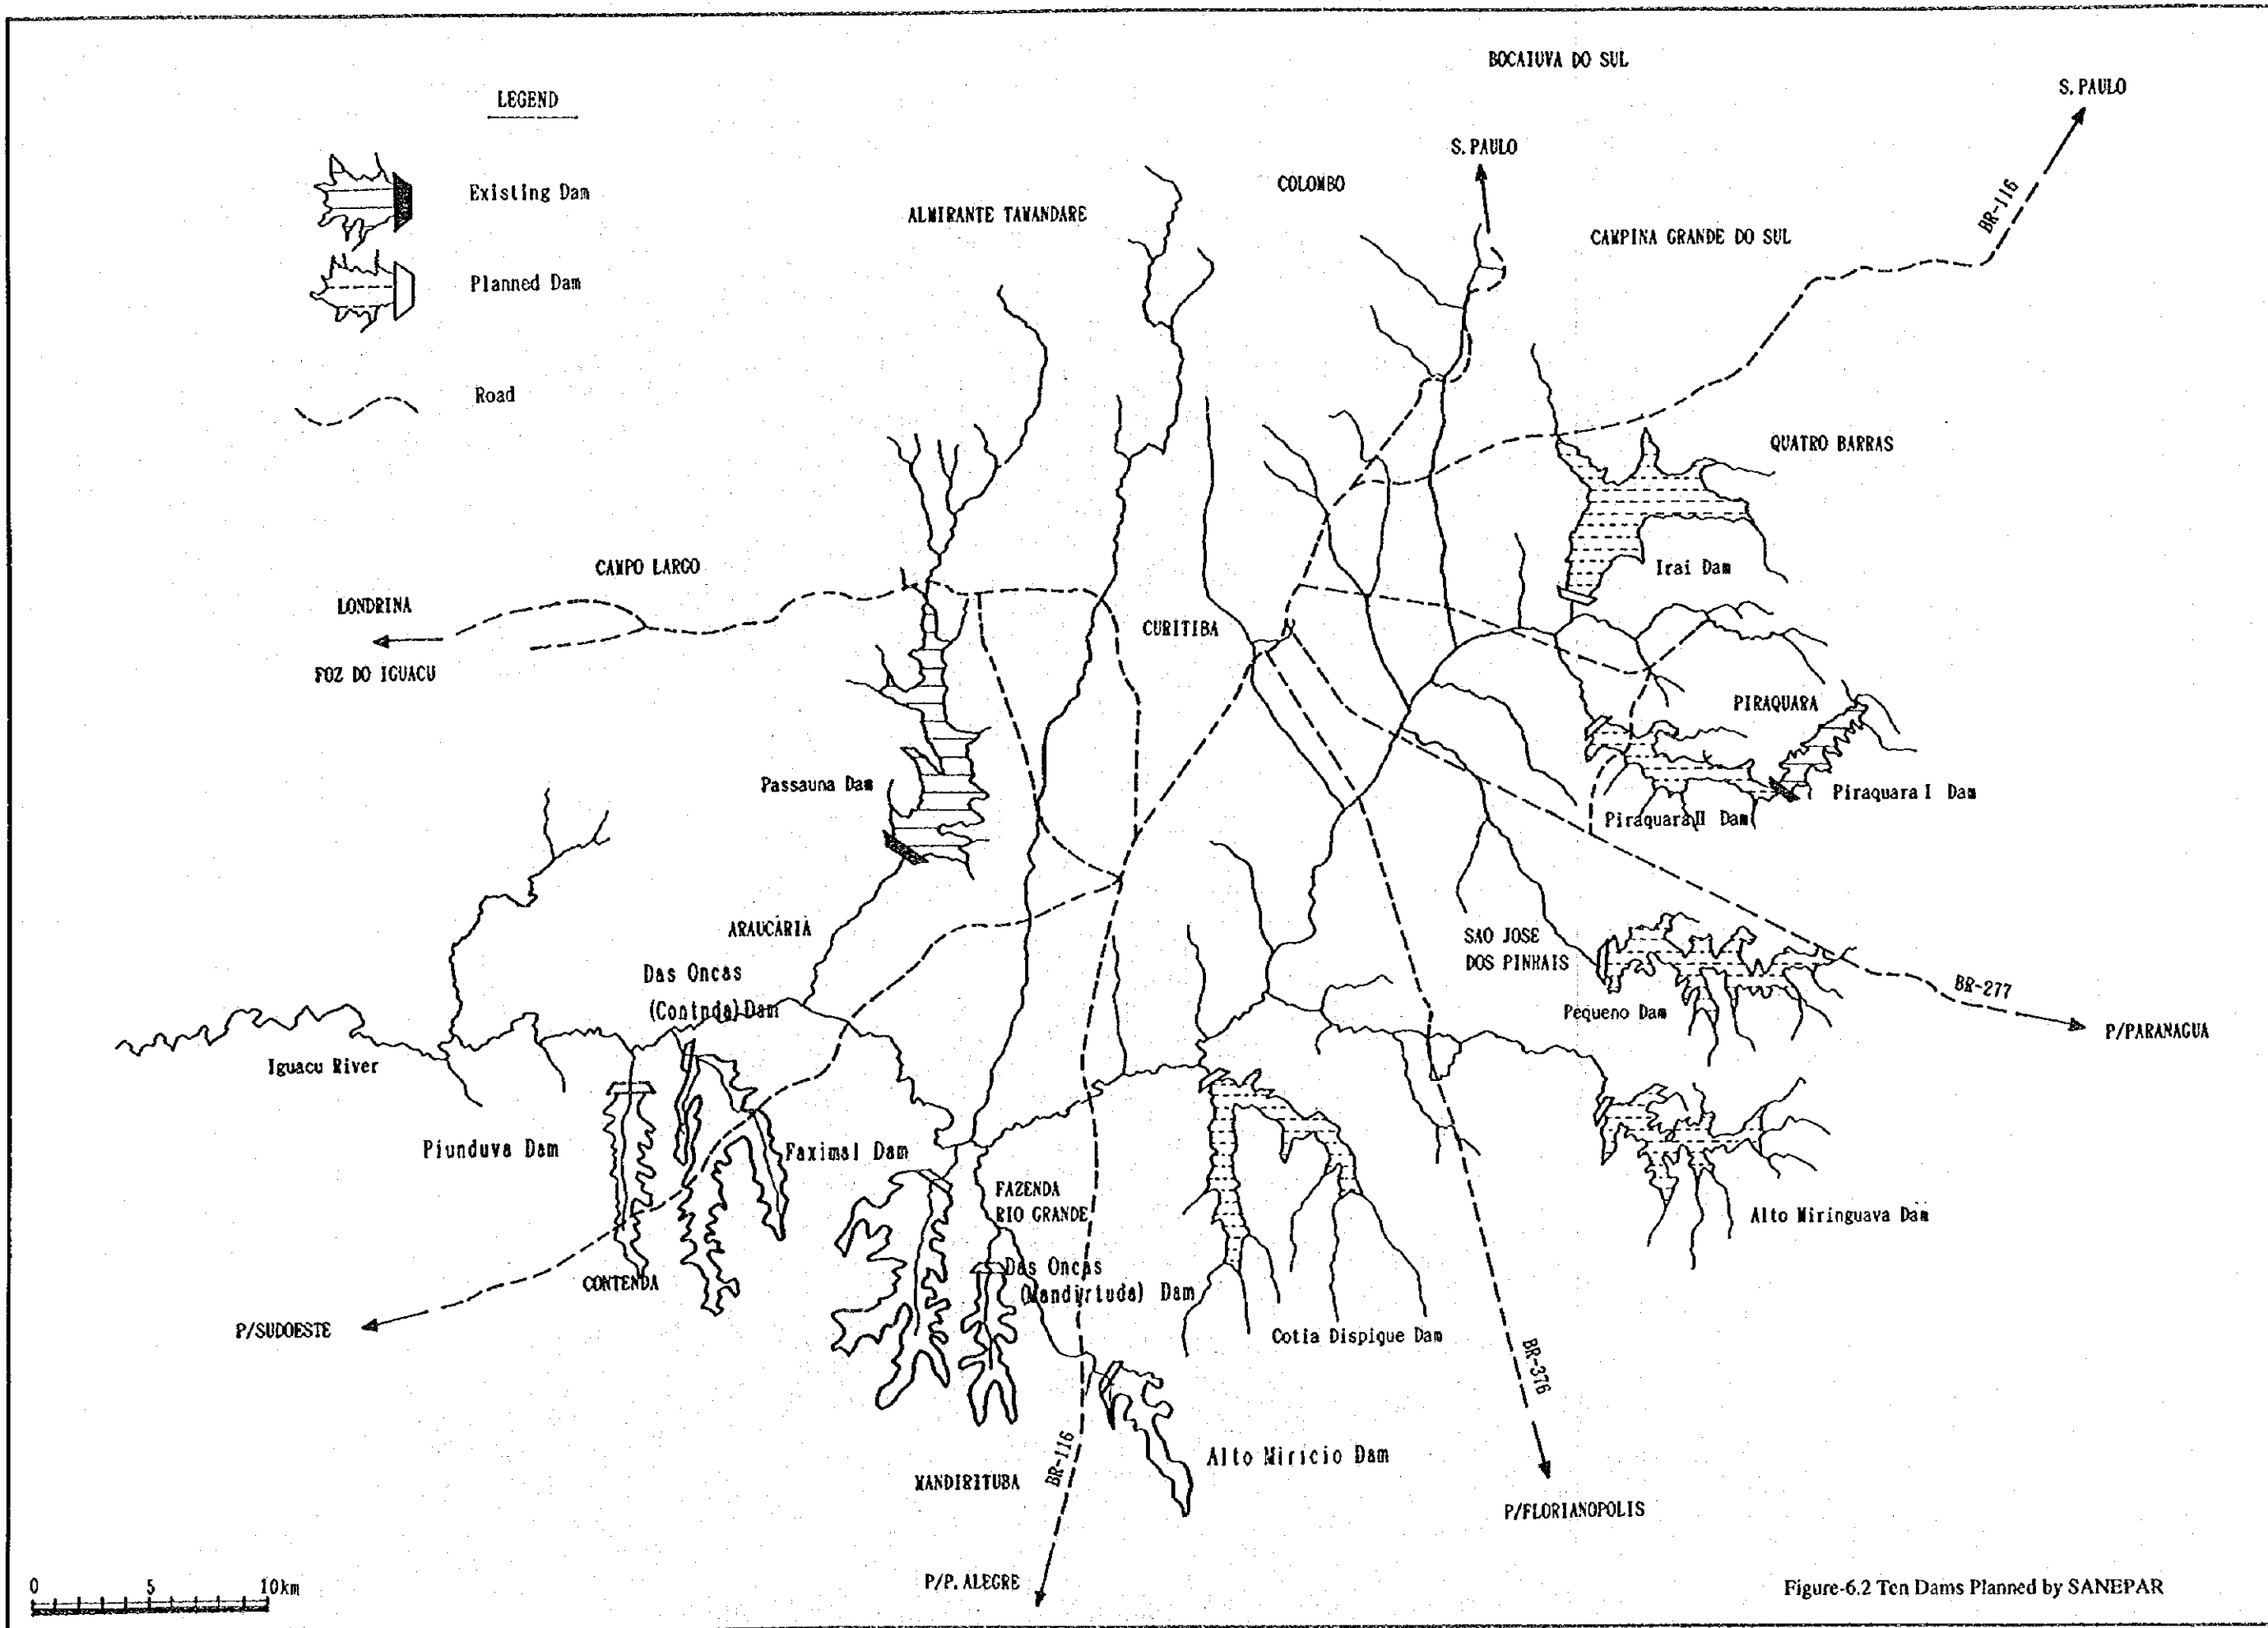 BOCAIUVA DO SUL
S. PAULO
LEGEND
S. PAULO
COLOMBO
Existing Dam
ALMIRANTE TAMANDARE
BR-116
CAMPINA GRANDE DO SUL
Planned Dam
Road
QUATRO BARRAS
CAMPO LARGO
Irai Dam
LONDRINA
CURITIBA
FOZ DO IGUACU
PIRAQUARA
Passauna Dam
Piraquara I Dam
Piraquara II Dam
ARAUCARIA
SAO JOSE
DOS PINHAIS
Das Oncas
(Contnda) Dam
BR-277
Pequeno Dam
P/PARANAGUA
Iguacu River
Piunduva Dam
Faximal Dam
FAZENDA
RIO GRANDE
Alto Miringuava Dam
Das Oncas
(Mandirtuda) Dam
CONTENDA
P/SUDOESTE
Cotia Dispique Dam
BR-376
Alto Miricio Dam
BR-116
MANDIRITUBA
P/FLORIANOPOLIS
P/P. ALEGRE
0 5 10km
Figure-6.2 Ten Dams Planned by SANEPAR